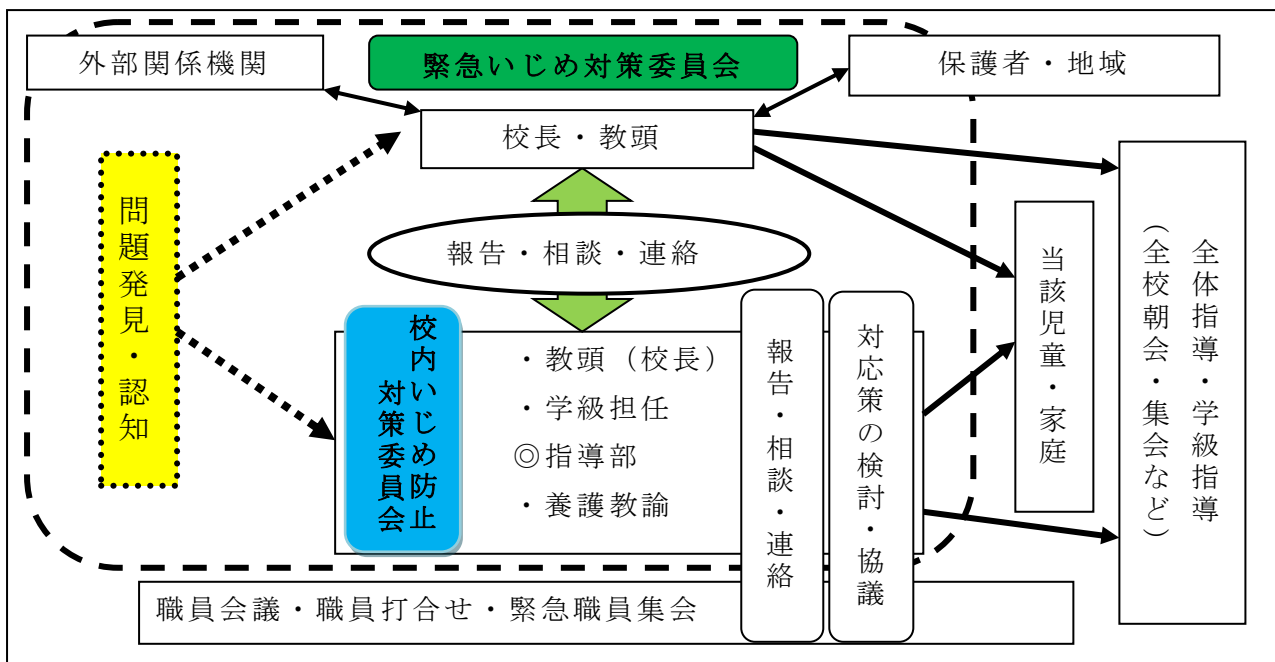 外部関係機関
緊急いじめ対策委員会
保護者・地域
校長・教頭
問題発見・認知
報告・相談・連絡
校内いじめ防止
対策委員会
・教頭（校長）
・学級担任
◎指導部
・養護教諭
報告・相談・連絡
対応策の検討・協議
当該児童・家庭
全体指導・学級指導
（全校朝会・集会など）
職員会議・職員打合せ・緊急職員集会